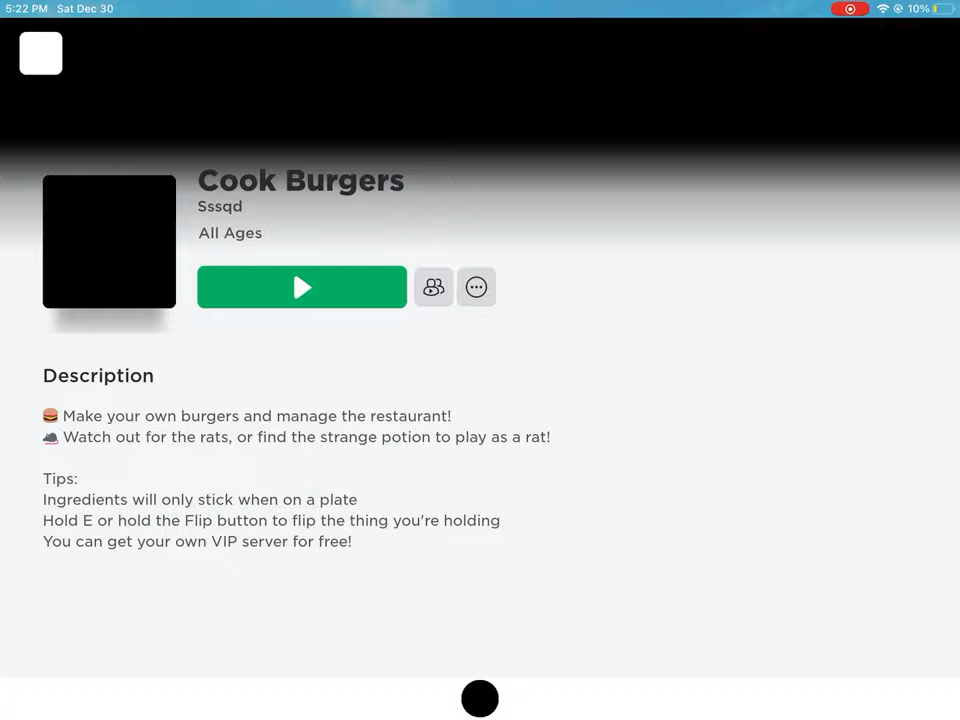 5:22 PM Sat Dec 30
10%
Cook Burgers
Sssqd
All Ages
Description
🍔 Make your own burgers and manage the restaurant!
🐀 Watch out for the rats, or find the strange potion to play as a rat!
Tips:
Ingredients will only stick when on a plate
Hold E or hold the Flip button to flip the thing you're holding
You can get your own VIP server for free!